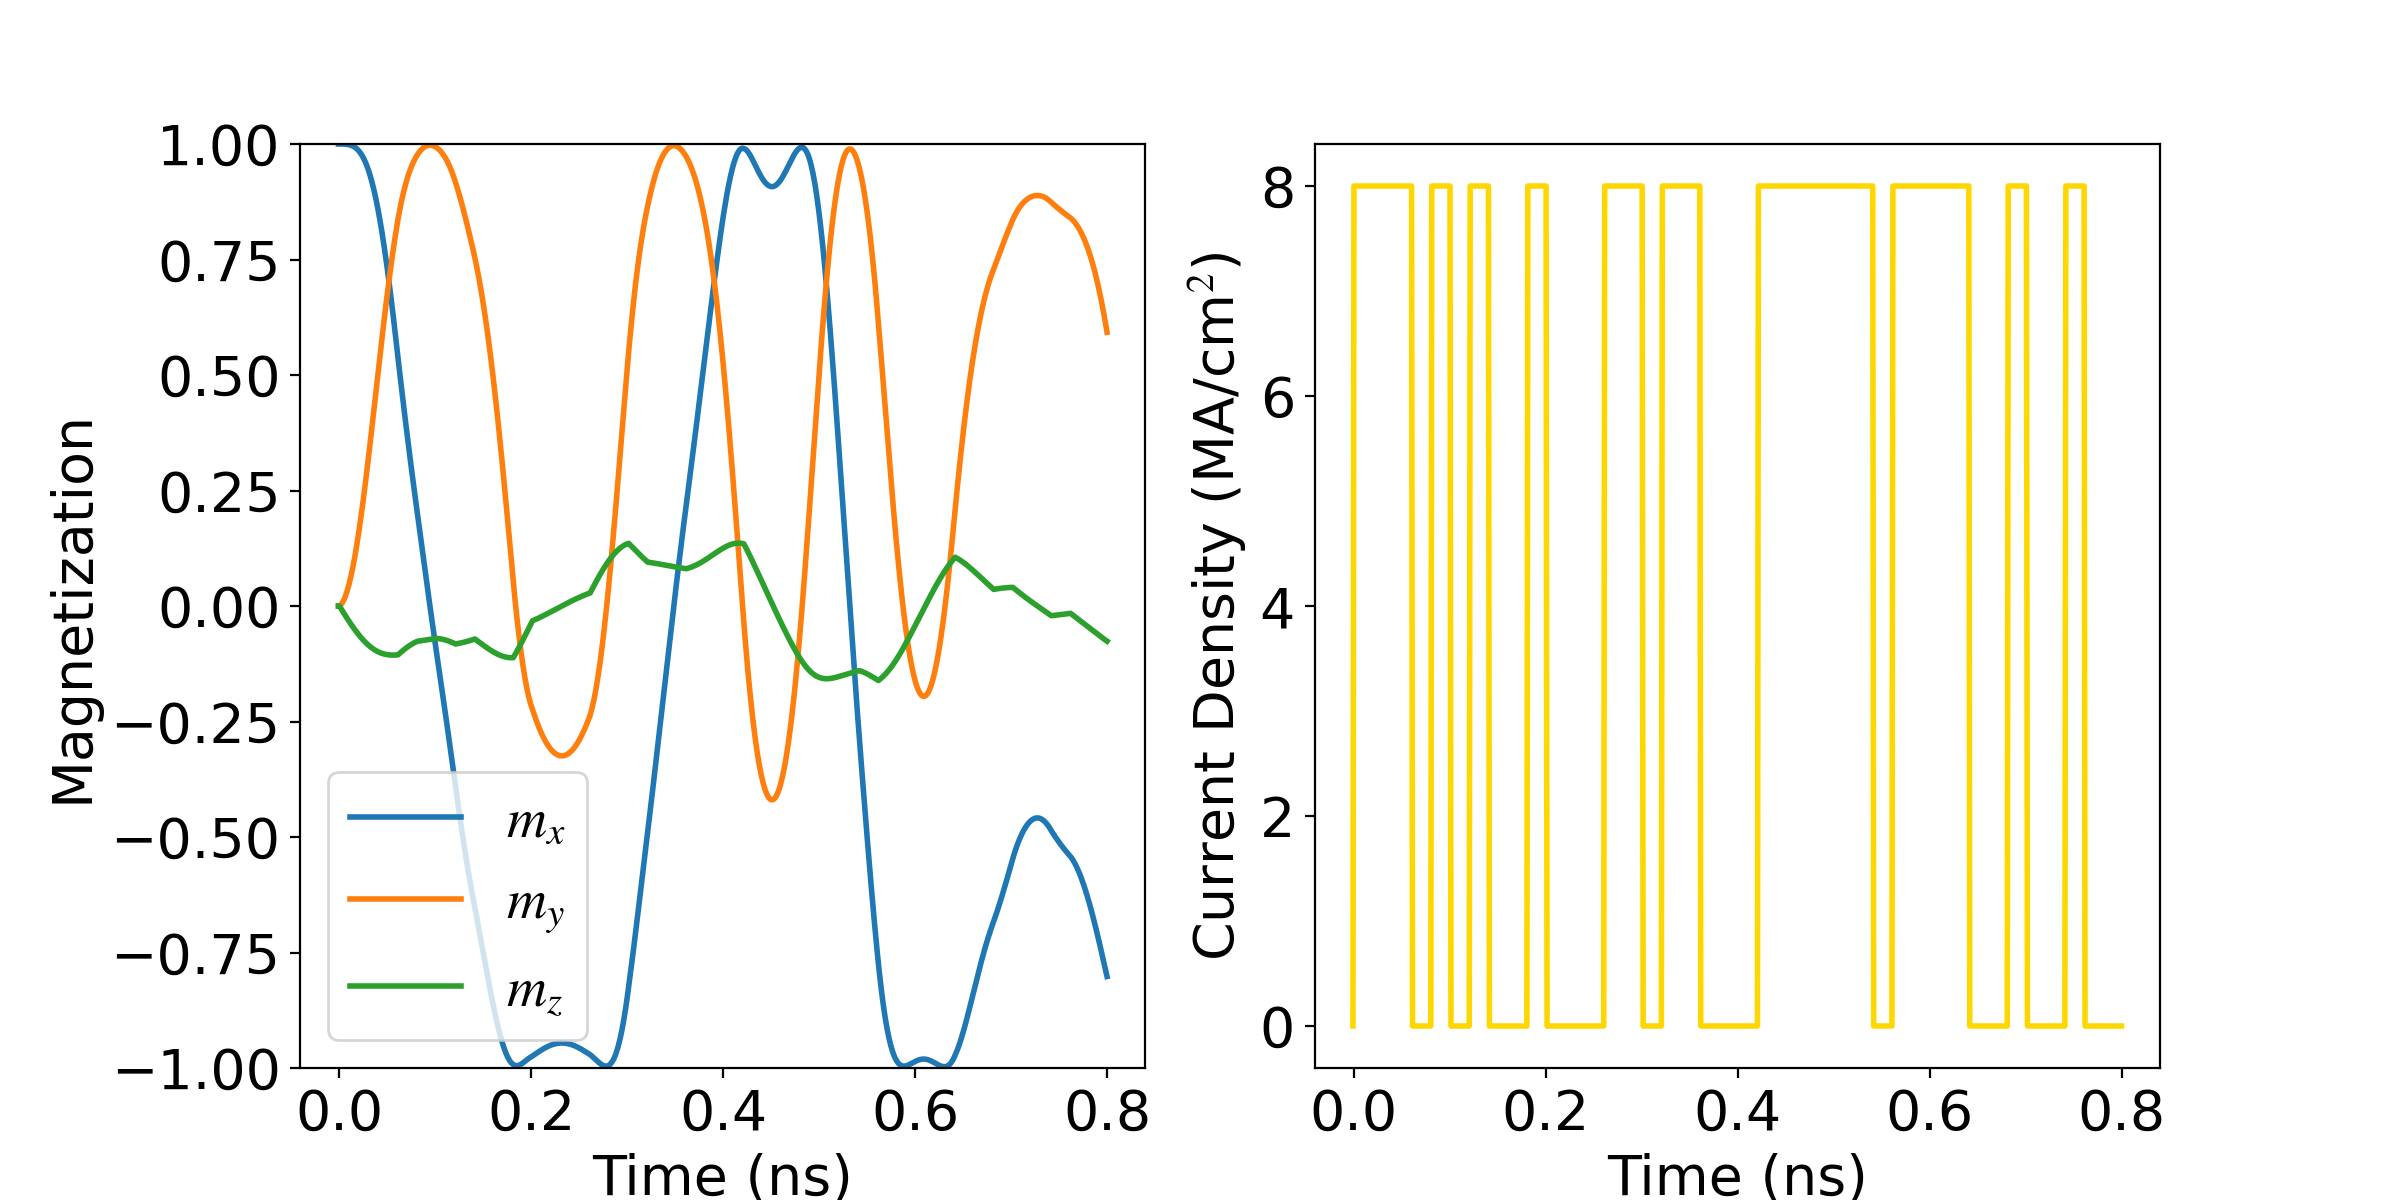 1.00
0.75
0.50
0.25
0.00
−0.25
−0.50
−0.75
−1.00
Magnetization
m_x
m_y
m_z
0.0 0.2 0.4 0.6 0.8
Time (ns)
8
6
4
2
0
Current Density (MA/cm²)
0.0 0.2 0.4 0.6 0.8
Time (ns)